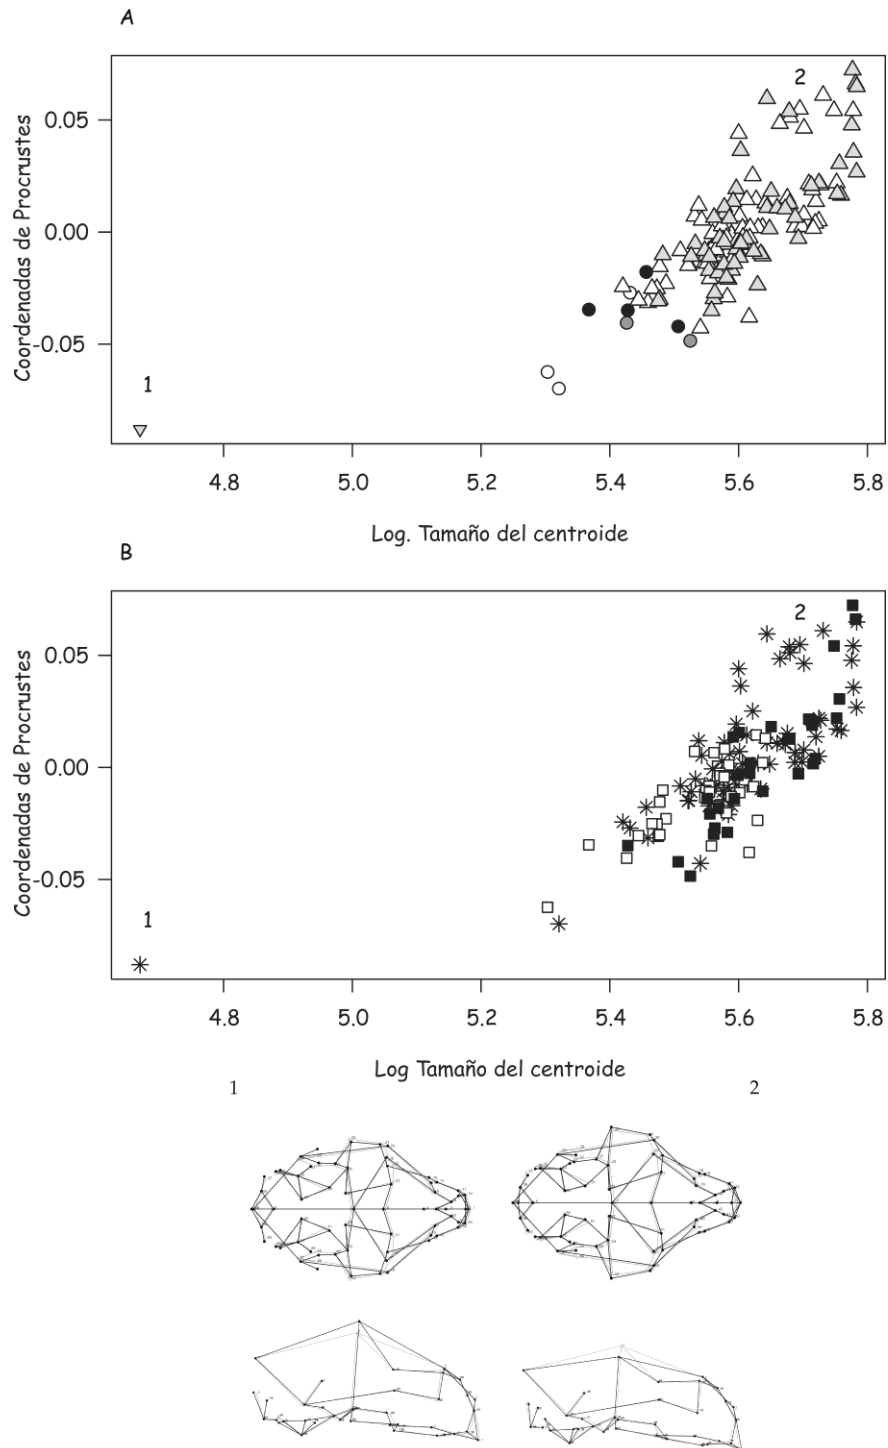 A
Coordenadas de Procrustes
0.05
0.00
-0.05
1
2
4.8 5.0 5.2 5.4 5.6 5.8
Log. Tamaño del centroide
B
Coordenadas de Procrustes
0.05
0.00
-0.05
1
2
4.8 5.0 5.2 5.4 5.6 5.8
Log Tamaño del centroide
1 2